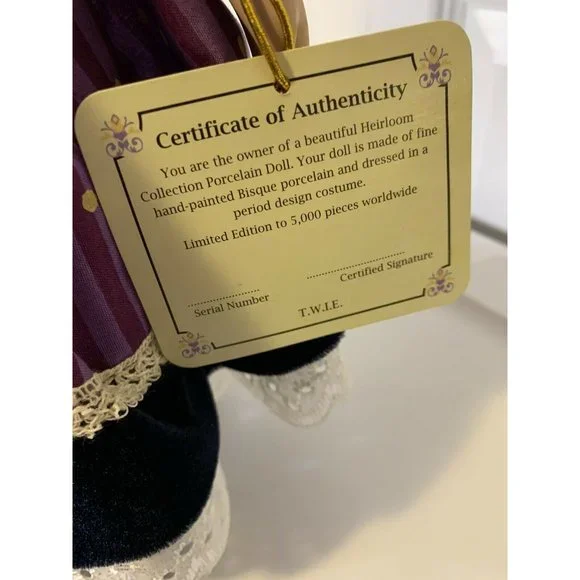 Certificate of Authenticity
You are the owner of a beautiful Heirloom
Collection Porcelain Doll. Your doll is made of fine
hand-painted Bisque porcelain and dressed in a
period design costume.
Limited Edition to 5,000 pieces worldwide
Serial Number
Certified Signature
T.W.I.E.